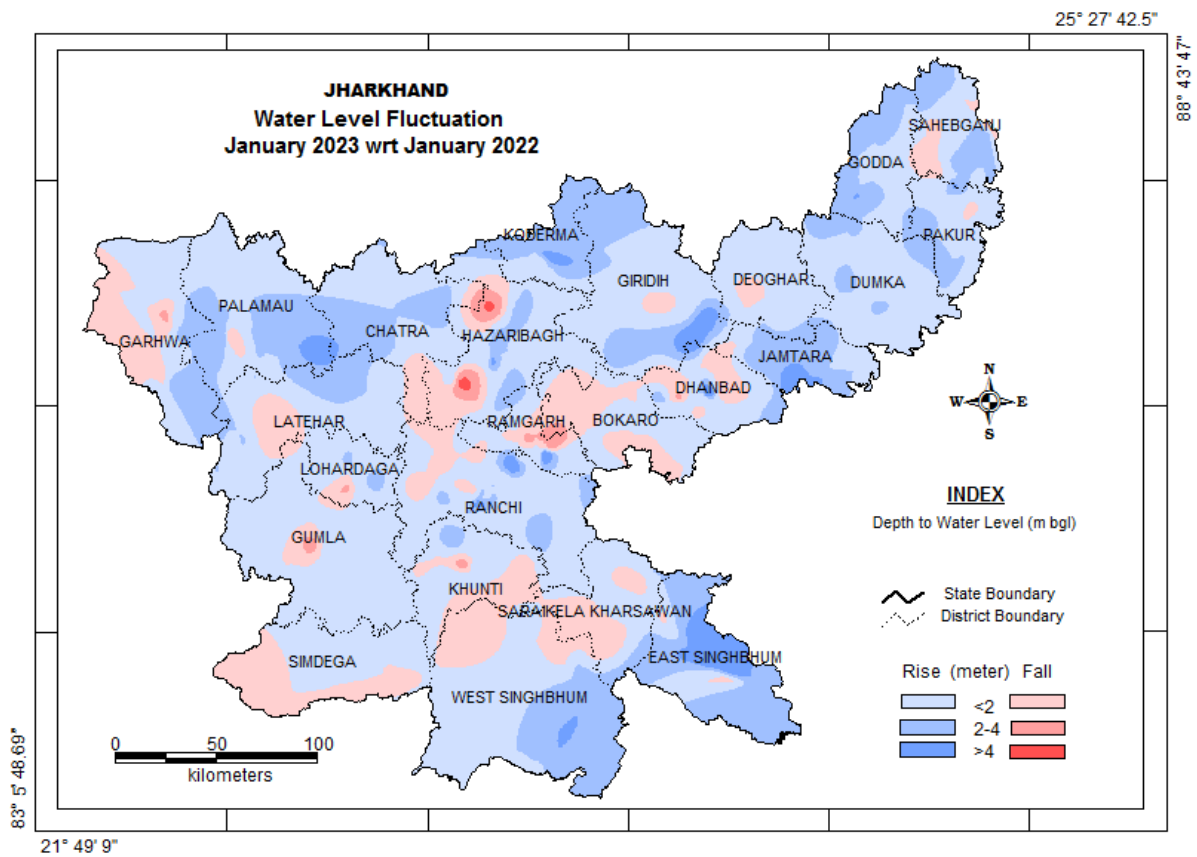 25° 27' 42.5"
88° 43' 47"
JHARKHAND
Water Level Fluctuation
January 2023 wrt January 2022
SAHEBGANJ
GODDA
KODERMA
PAKUR
GIRIDIH
DEOGHAR
DUMKA
PALAMAU
CHATRA
HAZARIBAGH
GARHWA
JAMTARA
DHANBAD
LATEHAR
RAMGARH
BOKARO
N
W
E
S
LOHARDAGA
RANCHI
INDEX
Depth to Water Level (m bgl)
GUMLA
KHUNTI
SARAIKELA KHARSAWAN
State Boundary
District Boundary
SIMDEGA
EAST SINGHBHUM
WEST SINGHBHUM
Rise (meter) Fall
<2
2-4
>4
0 50 100
kilometers
83° 5' 48.69"
21° 49' 9"